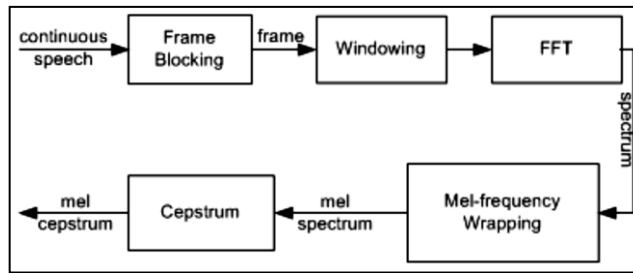 continuous
speech
Frame
Blocking
frame
Windowing
FFT
spectrum
Mel-frequency
Wrapping
mel
spectrum
Cepstrum
mel
cepstrum